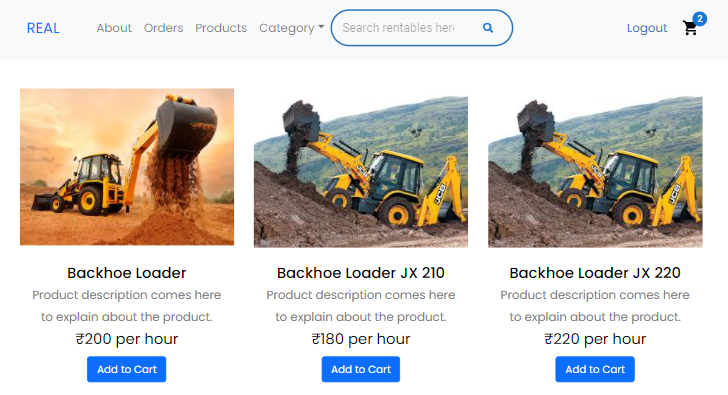 REAL About Orders Products Category Search rentables here Logout 2
JCB JCB
Backhoe Loader Backhoe Loader JX 210 Backhoe Loader JX 220
Product description comes here Product description comes here Product description comes here
to explain about the product. to explain about the product. to explain about the product.
₹200 per hour ₹180 per hour ₹220 per hour
Add to Cart Add to Cart Add to Cart